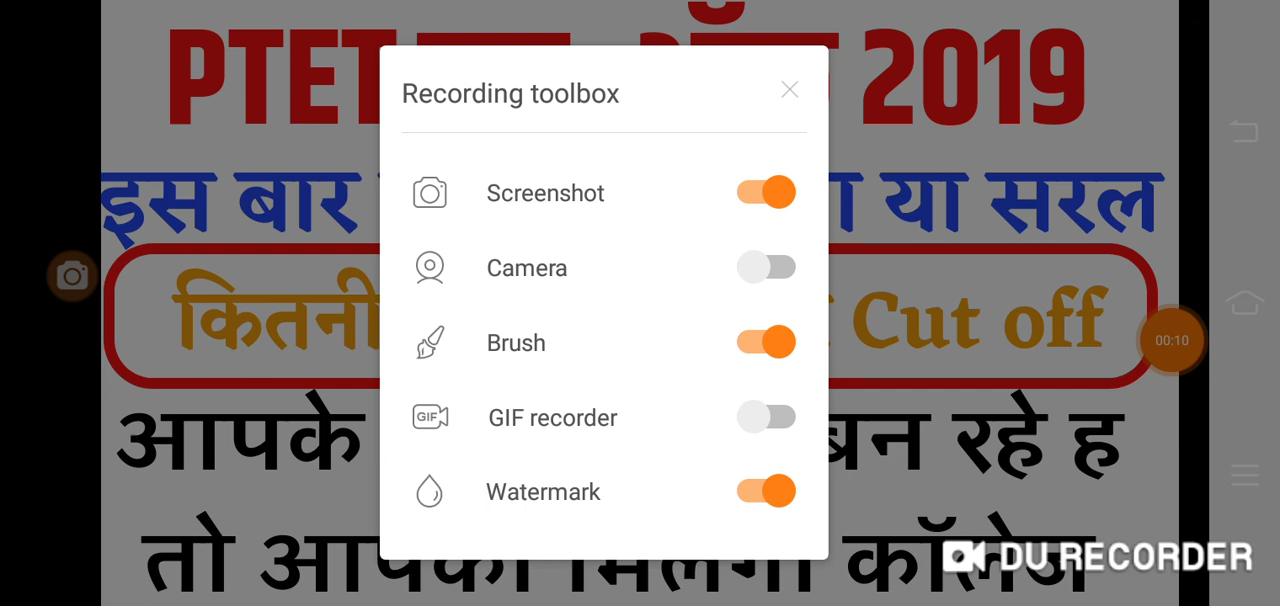 PTET 2019
इस बार या सरल
कितनी Cut off
आपके बन रहे ह
तो आपको मिलेगा कॉलेज
Recording toolbox
Screenshot
Camera
Brush
GIF
GIF recorder
Watermark
00:10
DU RECORDER